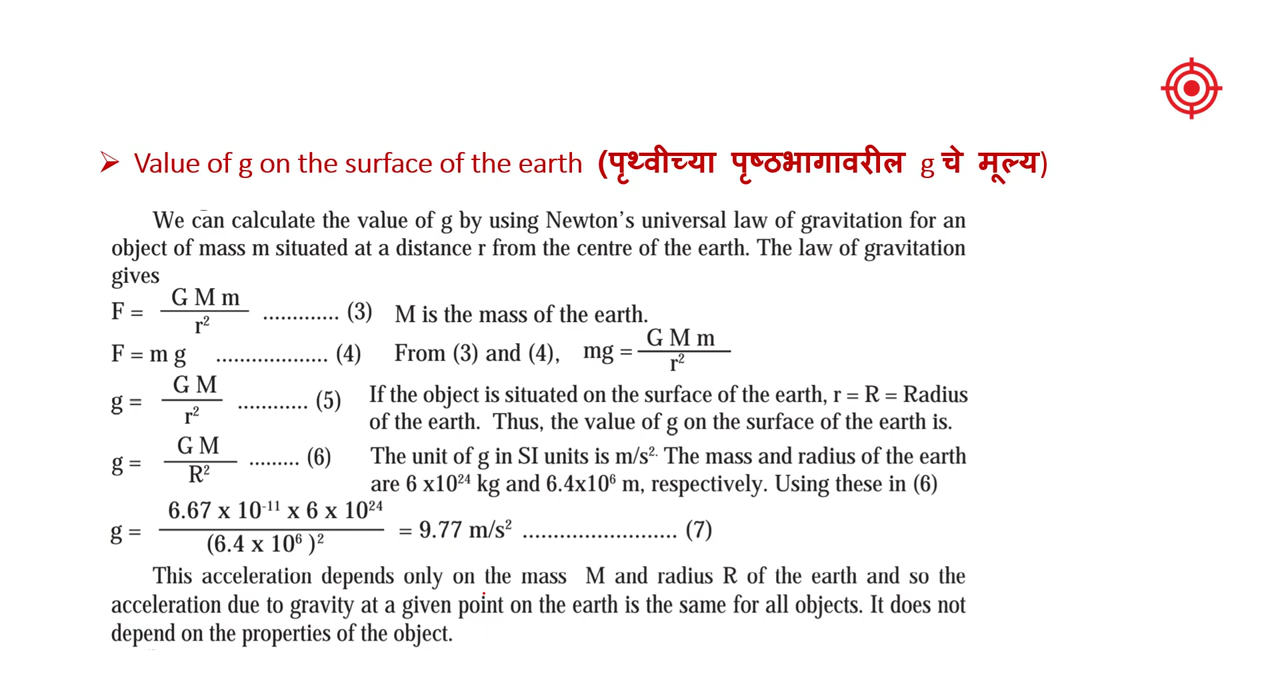 ➢ Value of g on the surface of the earth (पृथ्वीच्या पृष्ठभागावरील g चे मूल्य)
We can calculate the value of g by using Newton's universal law of gravitation for an
object of mass m situated at a distance r from the centre of the earth. The law of gravitation
gives
F = G M m / r² ............. (3) M is the mass of the earth.
F = m g ................... (4) From (3) and (4), mg = G M m / r²
g = G M / r² ............ (5) If the object is situated on the surface of the earth, r = R = Radius
of the earth. Thus, the value of g on the surface of the earth is.
g = G M / R² ......... (6) The unit of g in SI units is m/s². The mass and radius of the earth
are 6 x10²⁴ kg and 6.4x10⁶ m, respectively. Using these in (6)
g = 6.67 x 10⁻¹¹ x 6 x 10²⁴ / (6.4 x 10⁶ )² = 9.77 m/s² .......................... (7)
This acceleration depends only on the mass M and radius R of the earth and so the
acceleration due to gravity at a given point on the earth is the same for all objects. It does not
depend on the properties of the object.